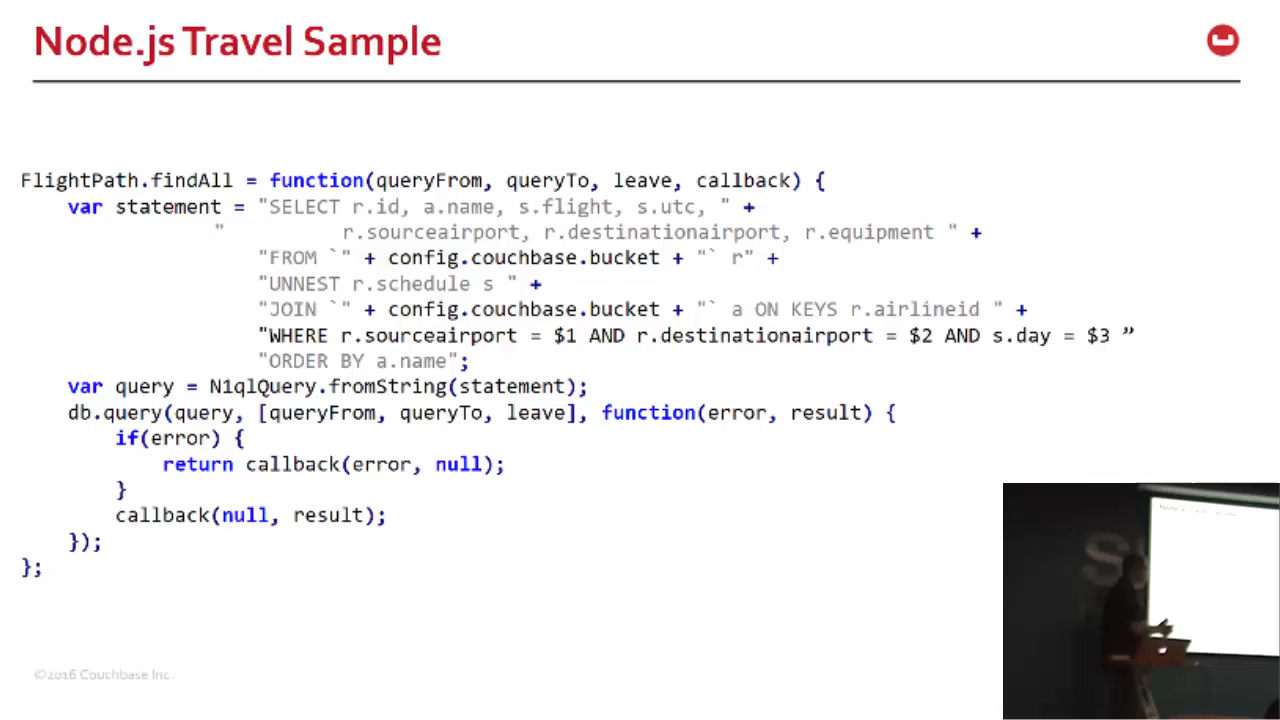 Node.js Travel Sample
FlightPath.findAll = function(queryFrom, queryTo, leave, callback) {
var statement = "SELECT r.id, a.name, s.flight, s.utc, " +
" r.sourceairport, r.destinationairport, r.equipment " +
"FROM `" + config.couchbase.bucket + "` r" +
"UNNEST r.schedule s " +
"JOIN `" + config.couchbase.bucket + "` a ON KEYS r.airlineid " +
"WHERE r.sourceairport = $1 AND r.destinationairport = $2 AND s.day = $3 ”
"ORDER BY a.name";
var query = N1qlQuery.fromString(statement);
db.query(query, [queryFrom, queryTo, leave], function(error, result) {
if(error) {
return callback(error, null);
}
callback(null, result);
});
};
©2016 Couchbase Inc.